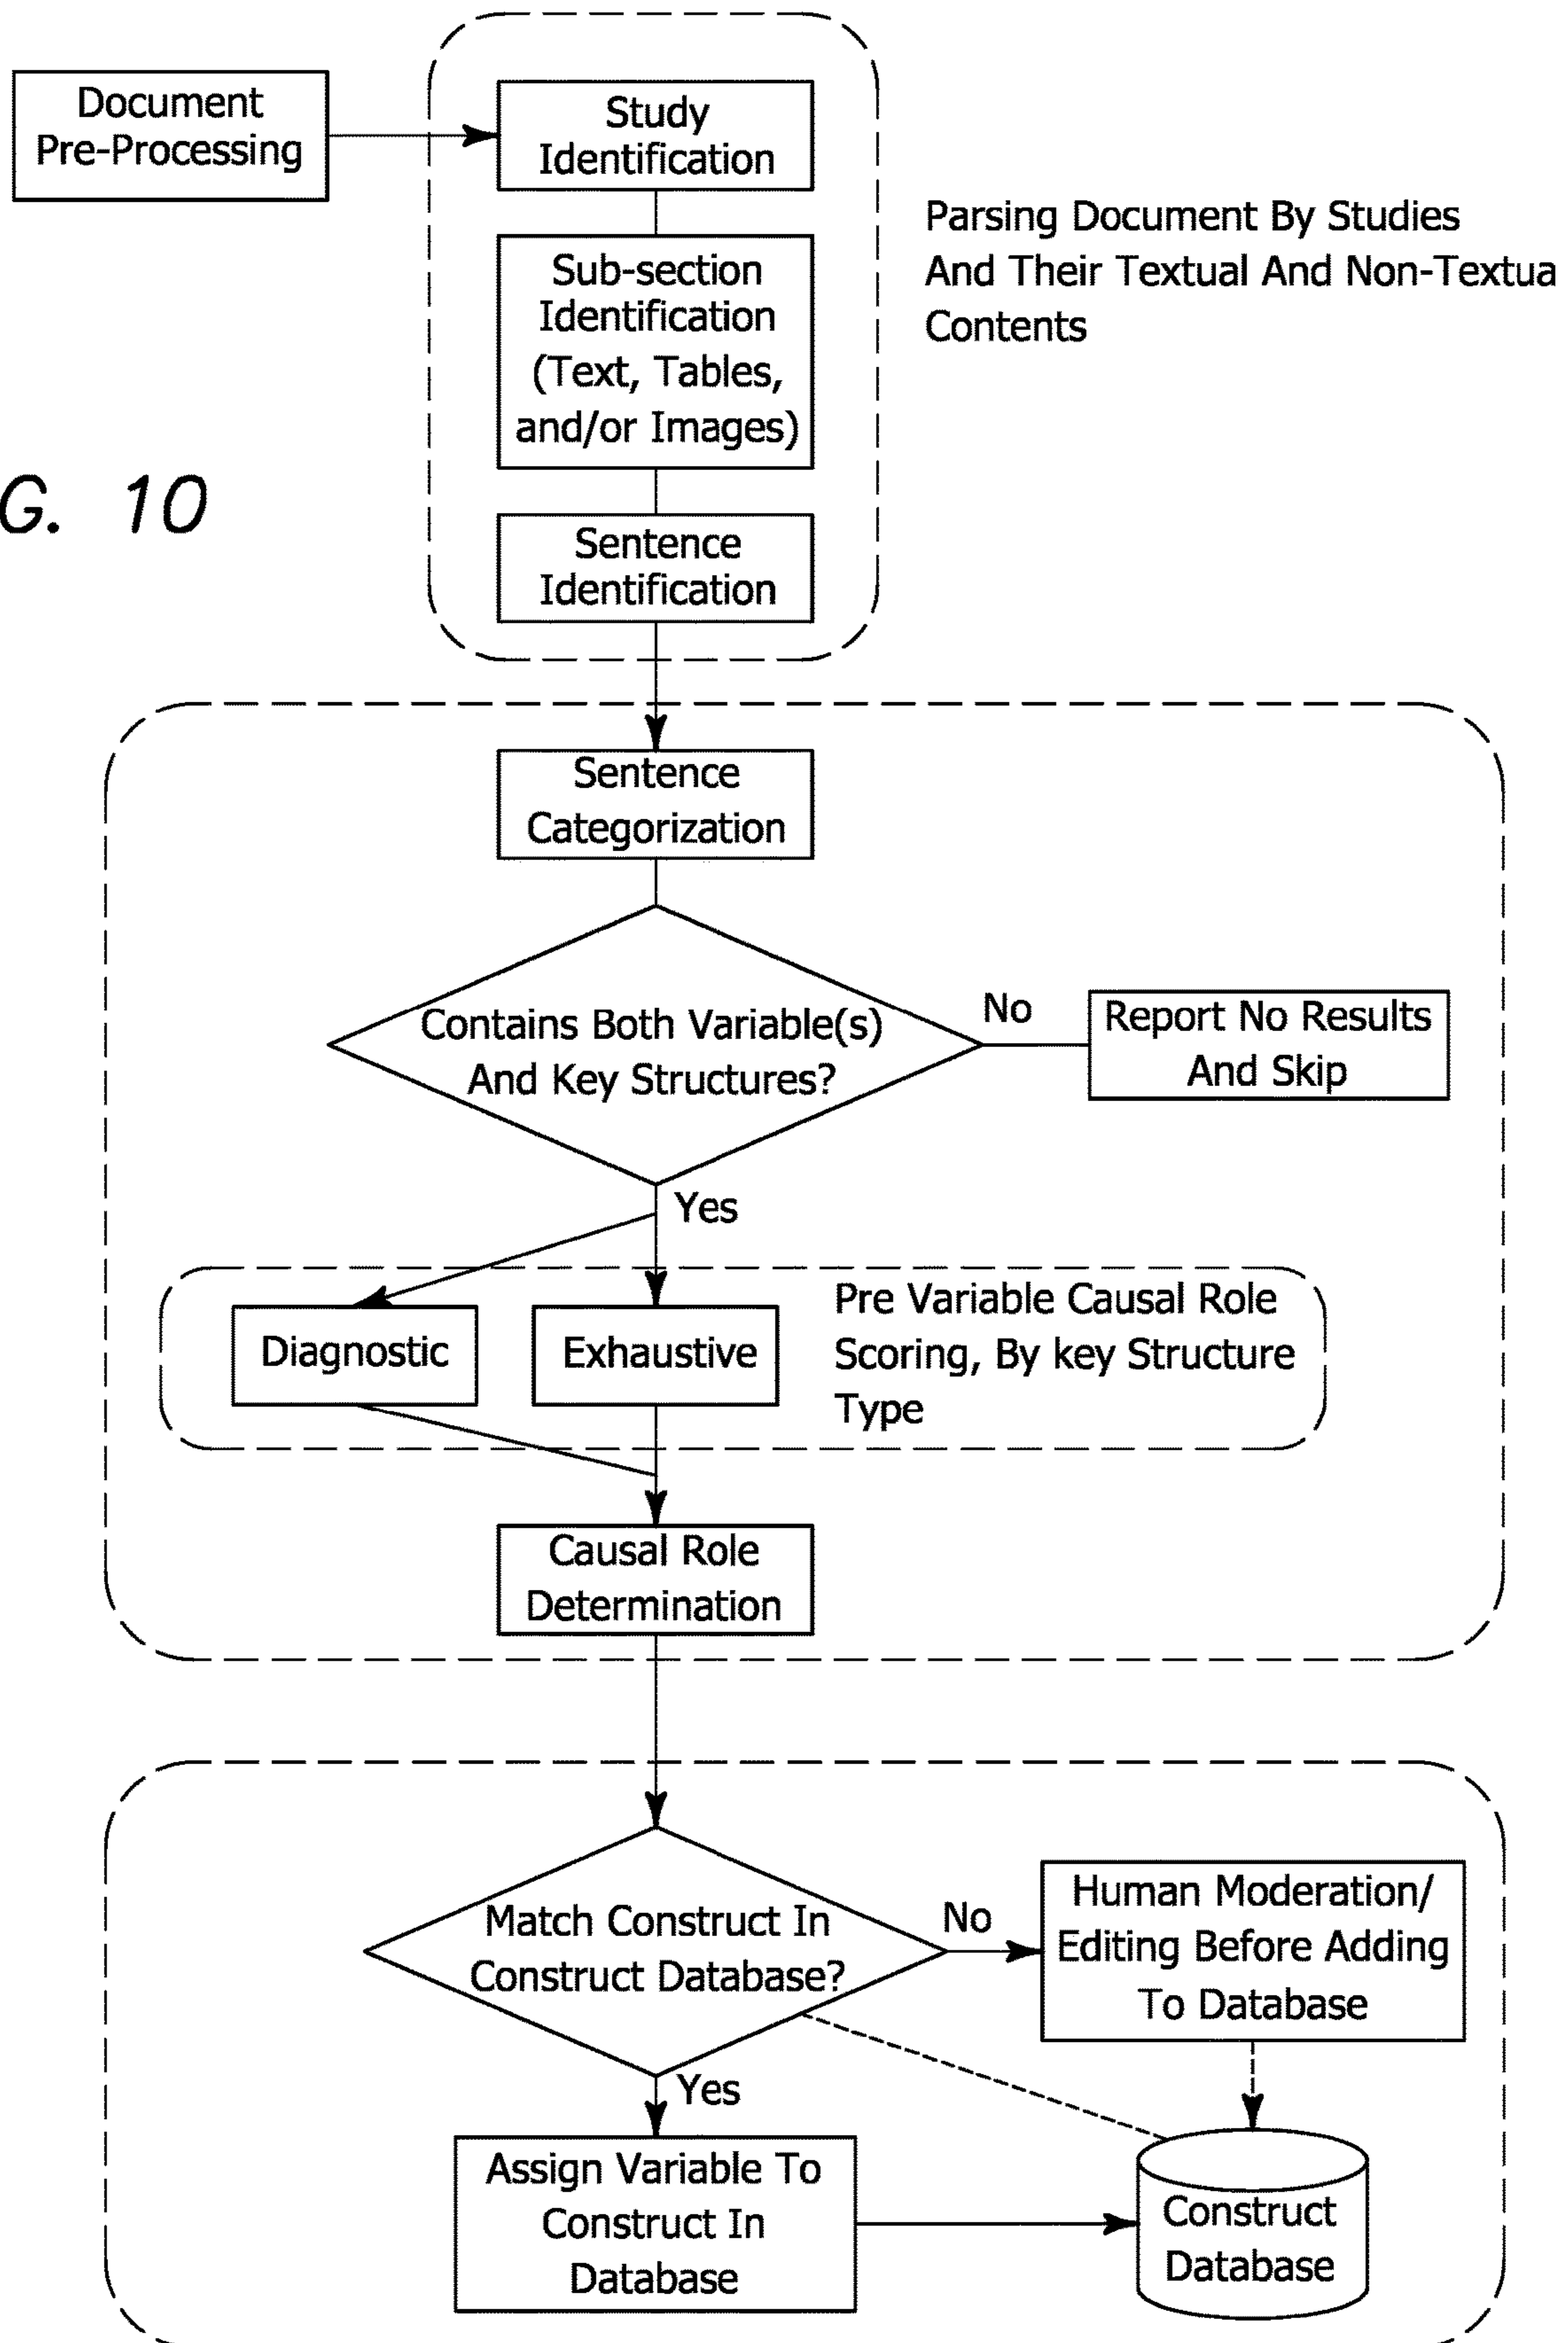 Document
Pre-Processing
Study
Identification
Parsing Document By Studies
And Their Textual And Non-Textua
Contents
Sub-section
Identification
(Text, Tables,
and/or Images)
G. 10
Sentence
Identification
Sentence
Categorization
Contains Both Variable(s)
And Key Structures?
No
Report No Results
And Skip
Yes
Diagnostic
Exhaustive
Pre Variable Causal Role
Scoring, By key Structure
Type
Causal Role
Determination
Match Construct In
Construct Database?
No
Human Moderation/
Editing Before Adding
To Database
Yes
Assign Variable To
Construct In
Database
Construct
Database